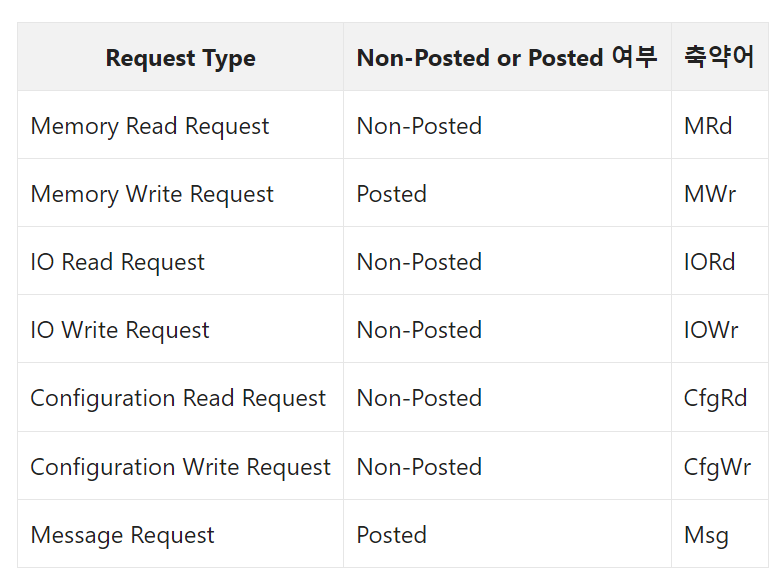 Request Type Non-Posted or Posted 여부 축약어
Memory Read Request Non-Posted MRd
Memory Write Request Posted MWr
IO Read Request Non-Posted IORd
IO Write Request Non-Posted IOWr
Configuration Read Request Non-Posted CfgRd
Configuration Write Request Non-Posted CfgWr
Message Request Posted Msg